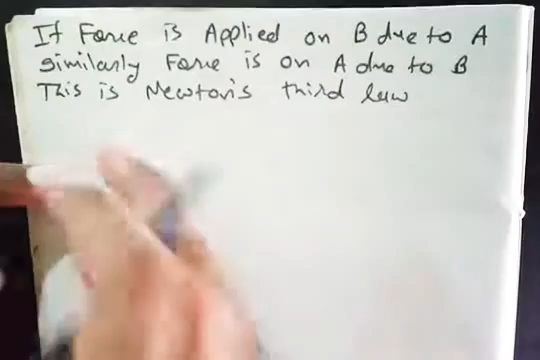 If Force is Applied on B due to A
similarly Force is on A due to B
This is Newton's third law